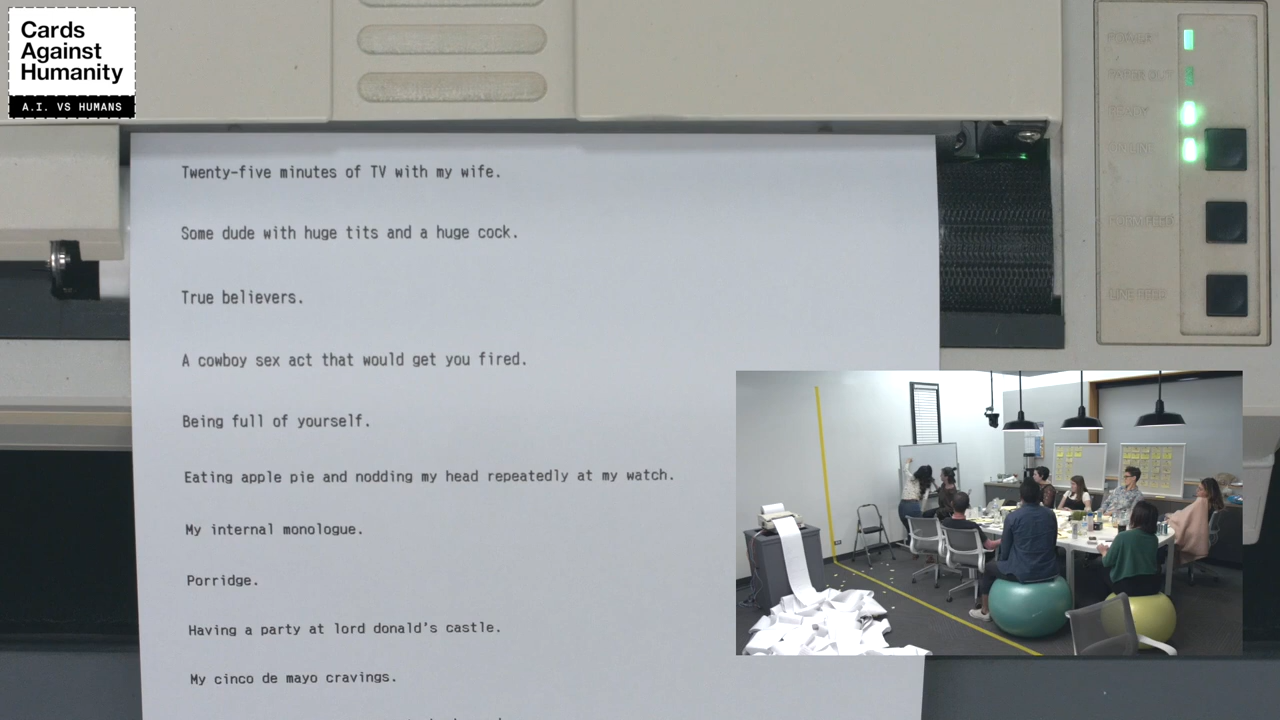 Cards
Against
Humanity
A.I. VS HUMANS
Twenty-five minutes of TV with my wife.
Some dude with huge tits and a huge cock.
True believers.
A cowboy sex act that would get you fired.
Being full of yourself.
Eating apple pie and nodding my head repeatedly at my watch.
My internal monologue.
Porridge.
Having a party at lord donald's castle.
My cinco de mayo cravings.
POWER
READY